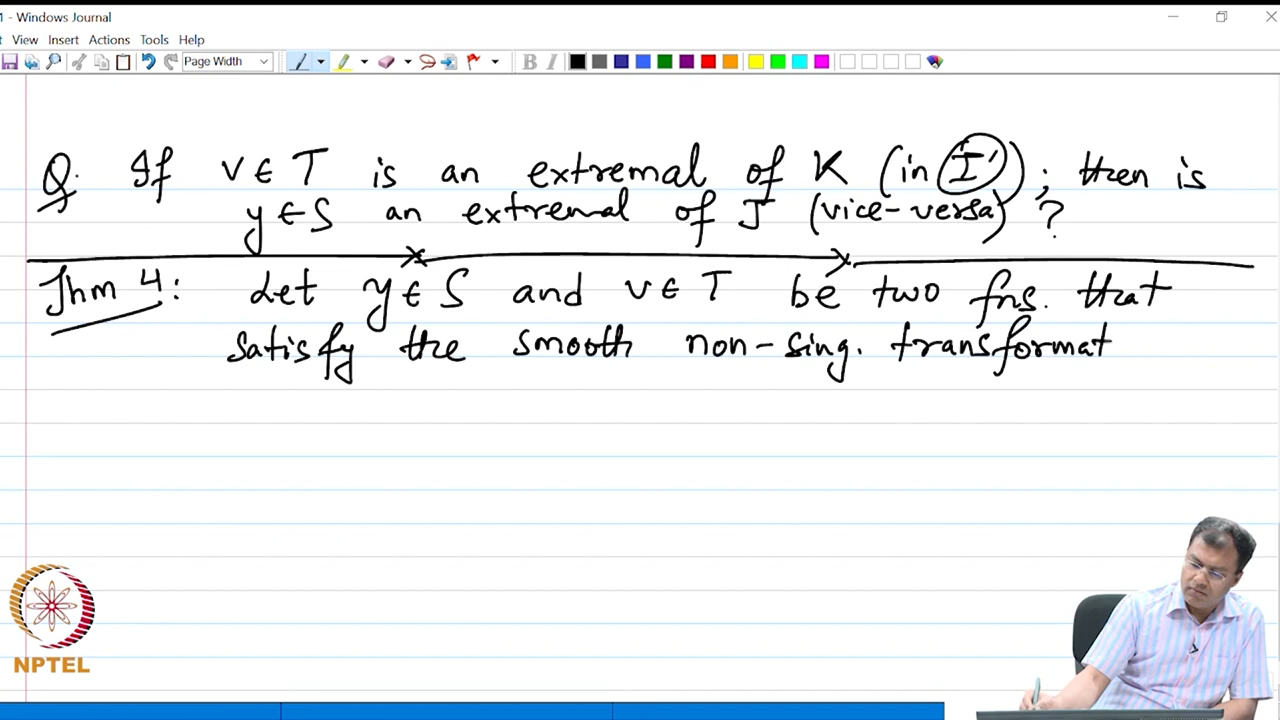 1 - Windows Journal
t View Insert Actions Tools Help
Page Width
B I
Q. If v ∈ T is an extremal of K (in I'); then is
y ∈ S an extremal of J (vice-versa) ?
Thm 4: Let y ∈ S and v ∈ T be two fns. that
satisfy the smooth non-sing. transformat
NPTEL